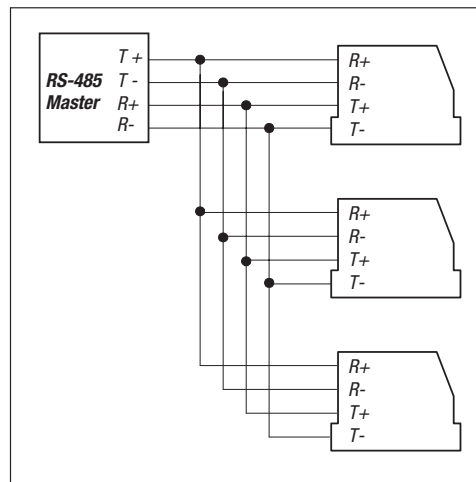 RS-485
Master
T +
T -
R+
R-
R+
R-
T+
T-
R+
R-
T+
T-
R+
R-
T+
T-